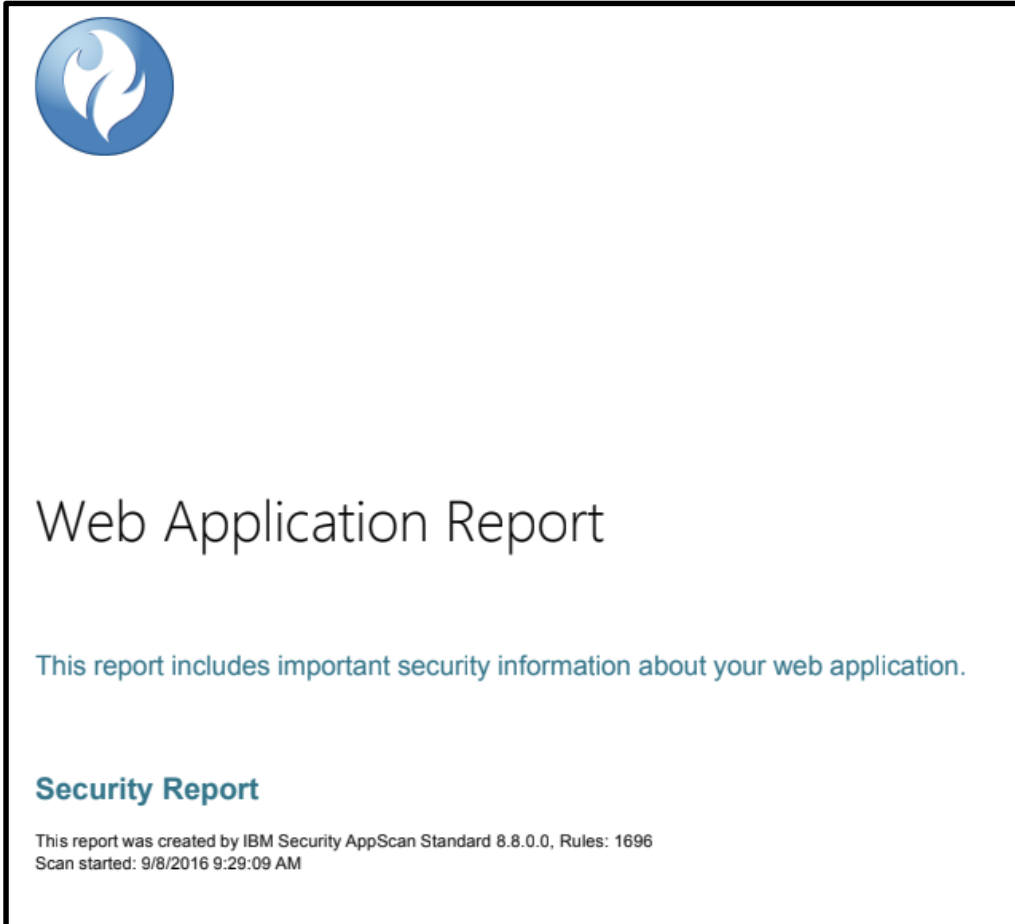 Web Application Report
This report includes important security information about your web application.
Security Report
This report was created by IBM Security AppScan Standard 8.8.0.0, Rules: 1696
Scan started: 9/8/2016 9:29:09 AM